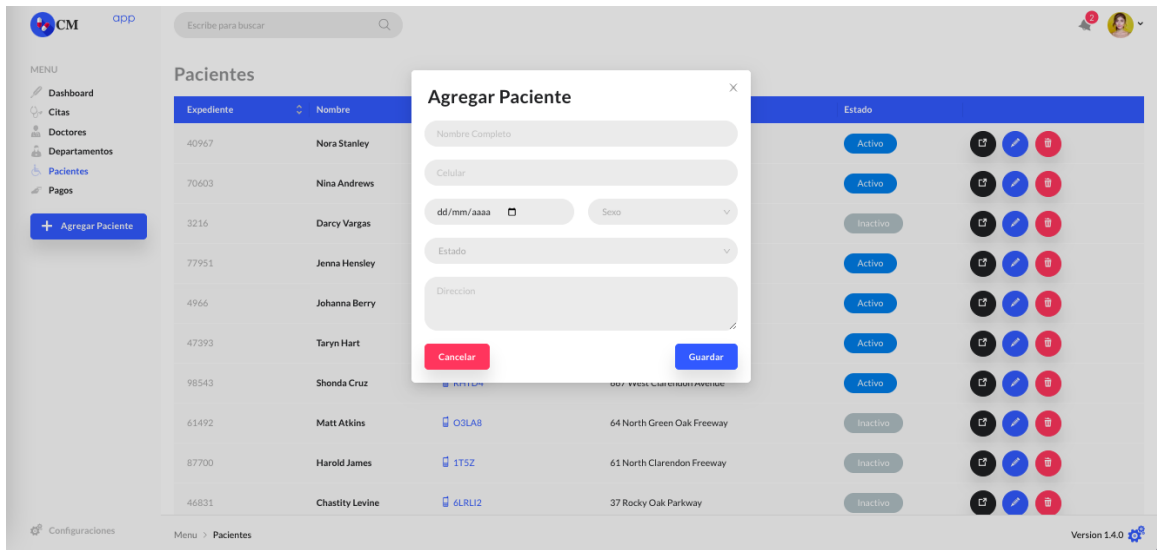 CM app
Escribe para buscar
2
MENU
Dashboard
Citas
Doctores
Departamentos
Pacientes
Pagos
Agregar Paciente
Configuraciones
Pacientes
Expediente Nombre Estado
40967 Nora Stanley Activo
70603 Nina Andrews Activo
3216 Darcy Vargas Inactivo
77951 Jenna Hensley Activo
4966 Johanna Berry Activo
47393 Taryn Hart Activo
98543 Shonda Cruz 667 West Clarendon Avenue Activo
61492 Matt Atkins O3LA8 64 North Green Oak Freeway Inactivo
87700 Harold James 1T5Z 61 North Clarendon Freeway Inactivo
46831 Chastity Levine 6LRLI2 37 Rocky Oak Parkway Inactivo
Agregar Paciente
Nombre Completo
Celular
dd/mm/aaaa Sexo
Estado
Direccion
Cancelar Guardar
Menu > Pacientes
Version 1.4.0